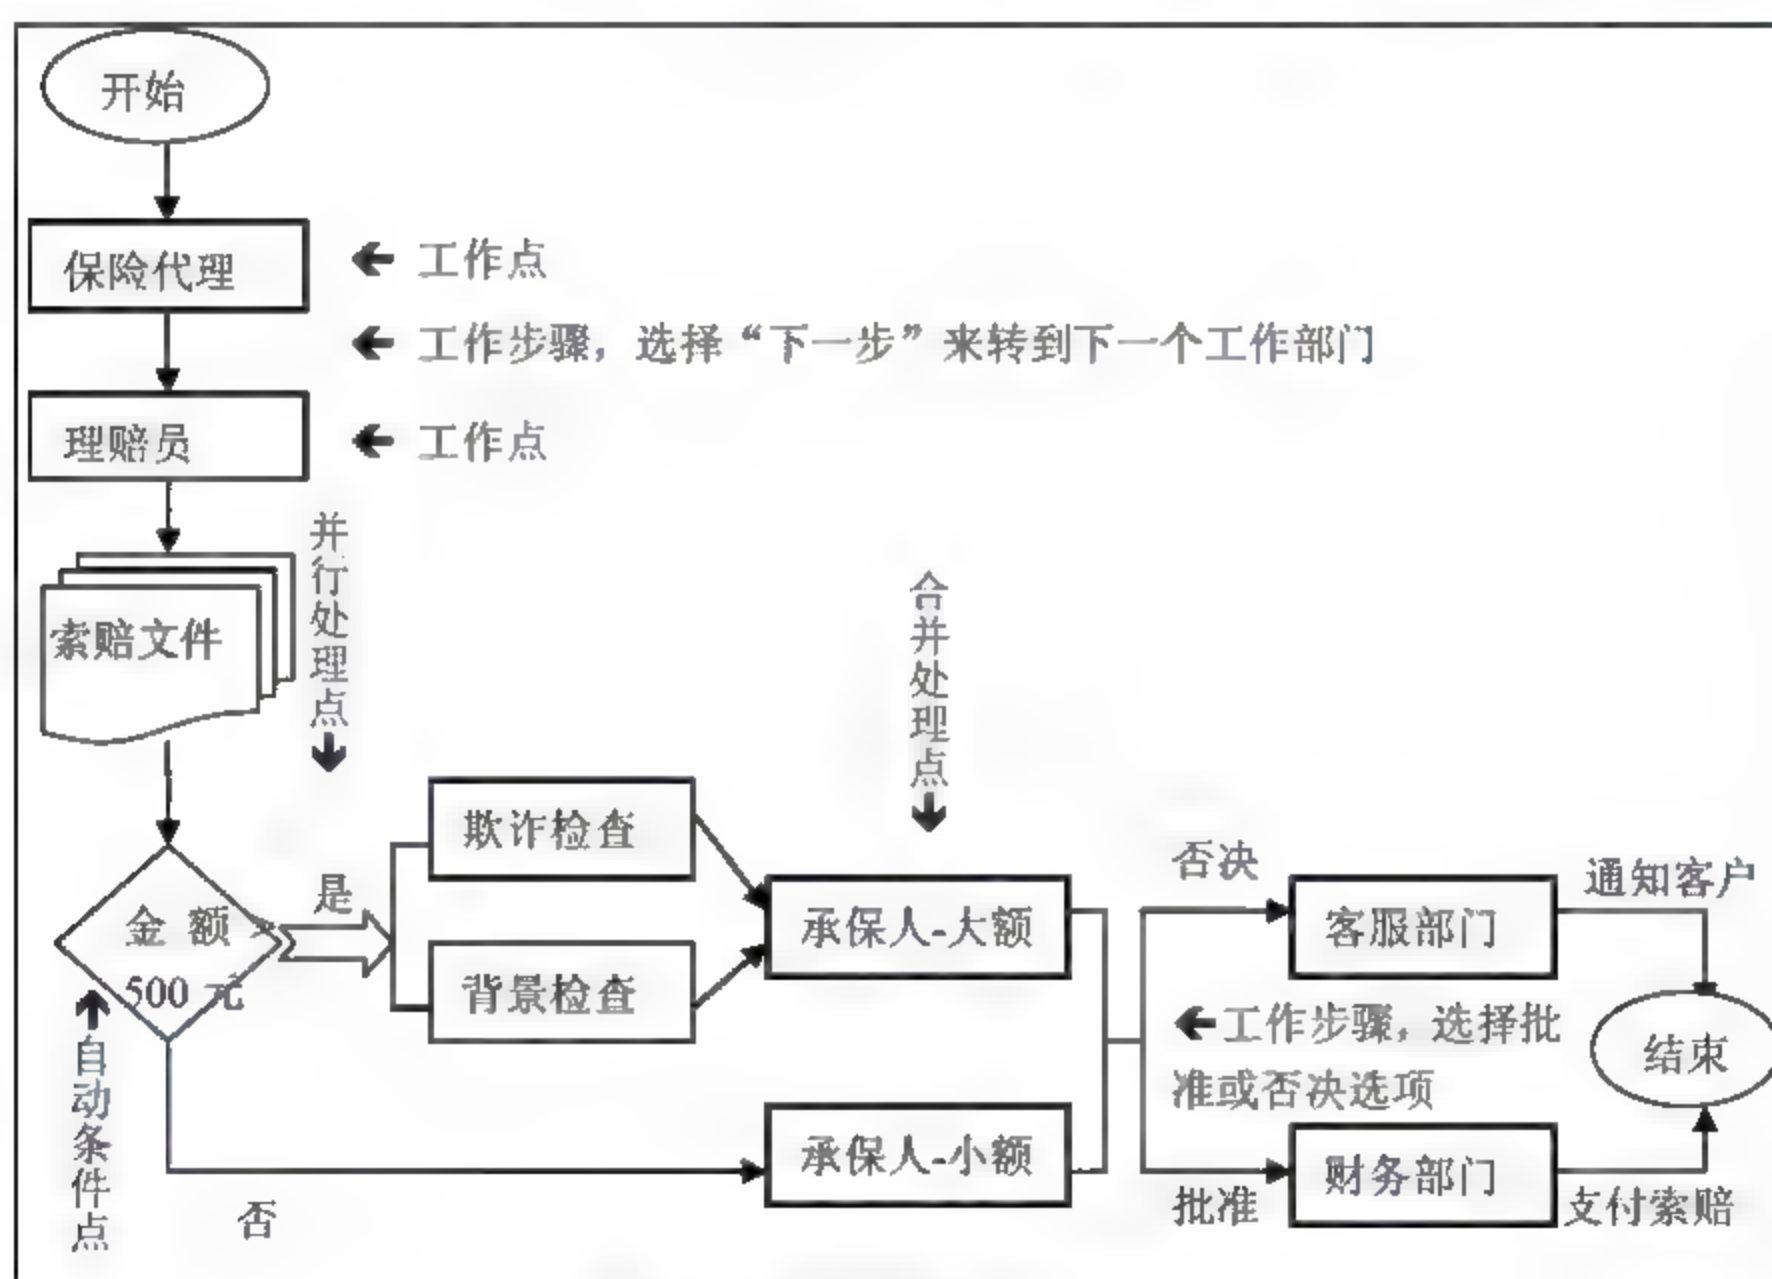 开始
保险代理
← 工作点
← 工作步骤，选择“下一步”来转到下一个工作部门
理赔员
← 工作点
索赔文件
并行处理点↓
合并处理点↓
金 额 >
500 元
是
否
↑自动条件点
欺诈检查
背景检查
承保人-大额
承保人-小额
否决
客服部门
通知客户
←工作步骤，选择批
准或否决选项
批准
财务部门
支付索赔
结束